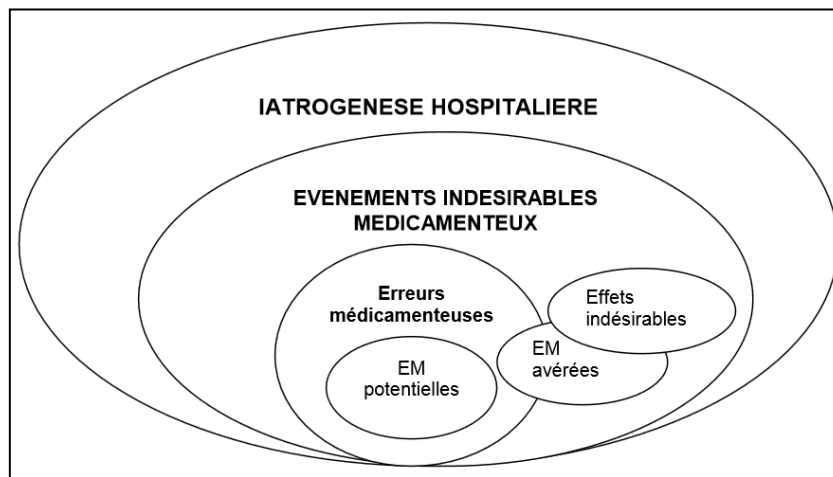 IATROGENESE HOSPITALIERE
EVENEMENTS INDESIRABLES
MEDICAMENTEUX
Erreurs
médicamenteuses
Effets
indésirables
EM
avérées
EM
potentielles